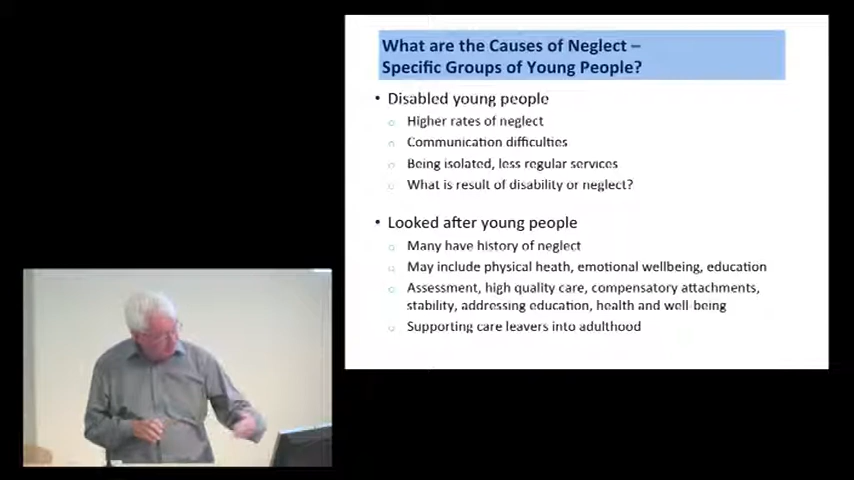 What are the Causes of Neglect –
Specific Groups of Young People?
• Disabled young people
o Higher rates of neglect
o Communication difficulties
o Being isolated, less regular services
o What is result of disability or neglect?
• Looked after young people
o Many have history of neglect
o May include physical heath, emotional wellbeing, education
o Assessment, high quality care, compensatory attachments,
stability, addressing education, health and well-being
o Supporting care leavers into adulthood